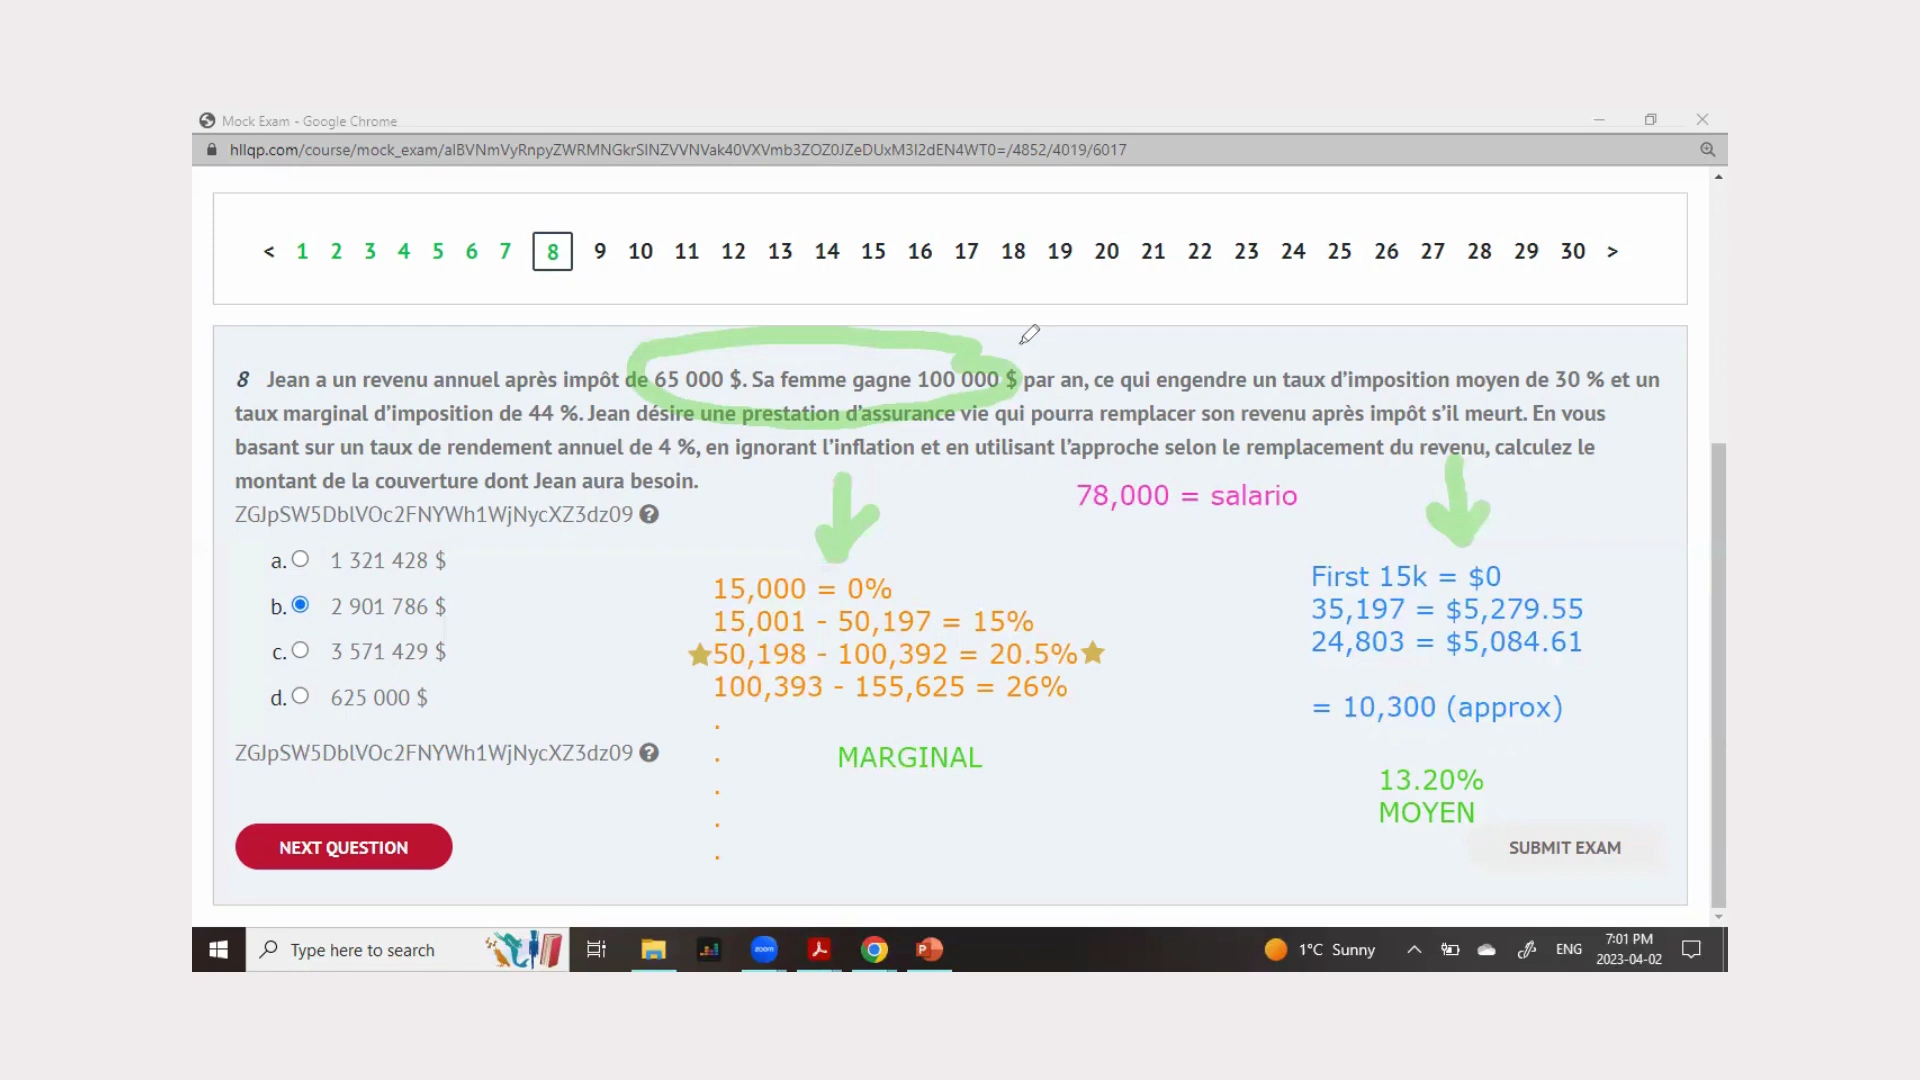 Mock Exam - Google Chrome
hllqp.com/course/mock_exam/alBVNmVyRnpyZWRMNGkrSlNZVVNVak40VXVmb3ZOZ0JZeDUxM3l2dEN4WT0=/4852/4019/6017
< 1 2 3 4 5 6 7 8 9 10 11 12 13 14 15 16 17 18 19 20 21 22 23 24 25 26 27 28 29 30 >
8 Jean a un revenu annuel après impôt de 65 000 $. Sa femme gagne 100 000 $ par an, ce qui engendre un taux d'imposition moyen de 30 % et un
taux marginal d'imposition de 44 %. Jean désire une prestation d'assurance vie qui pourra remplacer son revenu après impôt s'il meurt. En vous
basant sur un taux de rendement annuel de 4 %, en ignorant l'inflation et en utilisant l'approche selon le remplacement du revenu, calculez le
montant de la couverture dont Jean aura besoin.
ZGJpSW5DblVOc2FNYWh1WjNycXZ3dz09
a. 1 321 428 $
b. 2 901 786 $
c. 3 571 429 $
d. 625 000 $
ZGJpSW5DblVOc2FNYWh1WjNycXZ3dz09
78,000 = salario
15,000 = 0%
15,001 - 50,197 = 15%
50,198 - 100,392 = 20.5%
100,393 - 155,625 = 26%
.
.
.
.
.
MARGINAL
First 15k = $0
35,197 = $5,279.55
24,803 = $5,084.61
= 10,300 (approx)
13.20%
MOYEN
NEXT QUESTION
SUBMIT EXAM
Type here to search
zoom
1°C Sunny
ENG
7:01 PM
2023-04-02